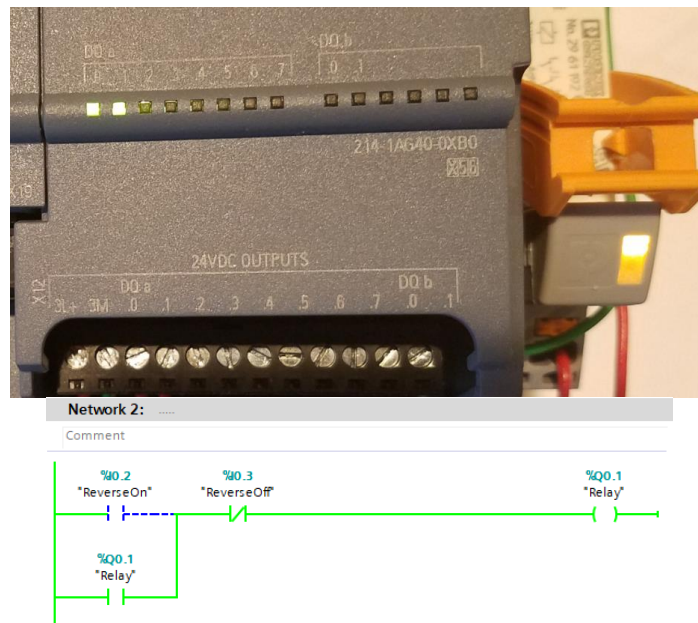 DQ a
DQ b
0 1 2 3 4 5 6 7
.0 .1
214-1AG40-0XB0
X56
X19
24VDC OUTPUTS
X12
DQ a
DQ b
3L+ 3M .0 .1 .2 .3 .4 .5 .6 .7 .0 .1
Network 2: .....
Comment
%I0.2
"ReverseOn"
%I0.3
"ReverseOff"
%Q0.1
"Relay"
%Q0.1
"Relay"